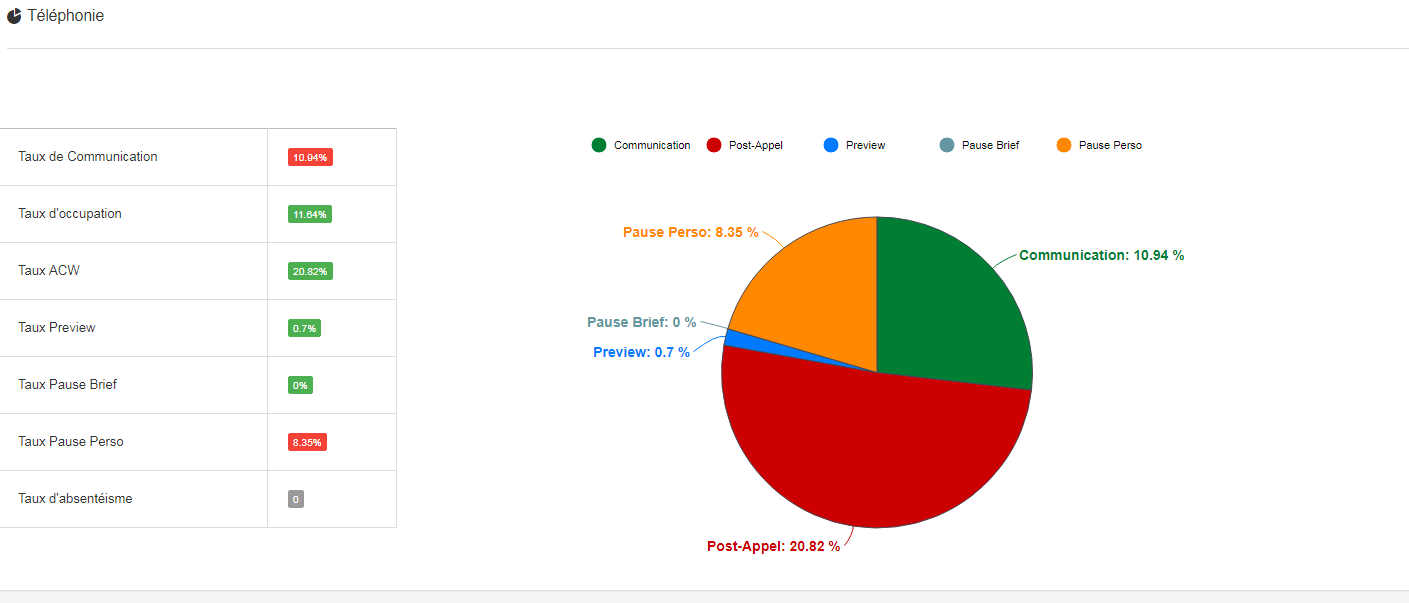 Téléphonie
Taux de Communication 10.94%
Taux d'occupation 11.64%
Taux ACW 20.82%
Taux Preview 0.7%
Taux Pause Brief 0%
Taux Pause Perso 8.35%
Taux d'absentéisme 0
Communication Post-Appel Preview Pause Brief Pause Perso
Pause Perso: 8.35 %
Communication: 10.94 %
Pause Brief: 0 %
Preview: 0.7 %
Post-Appel: 20.82 %